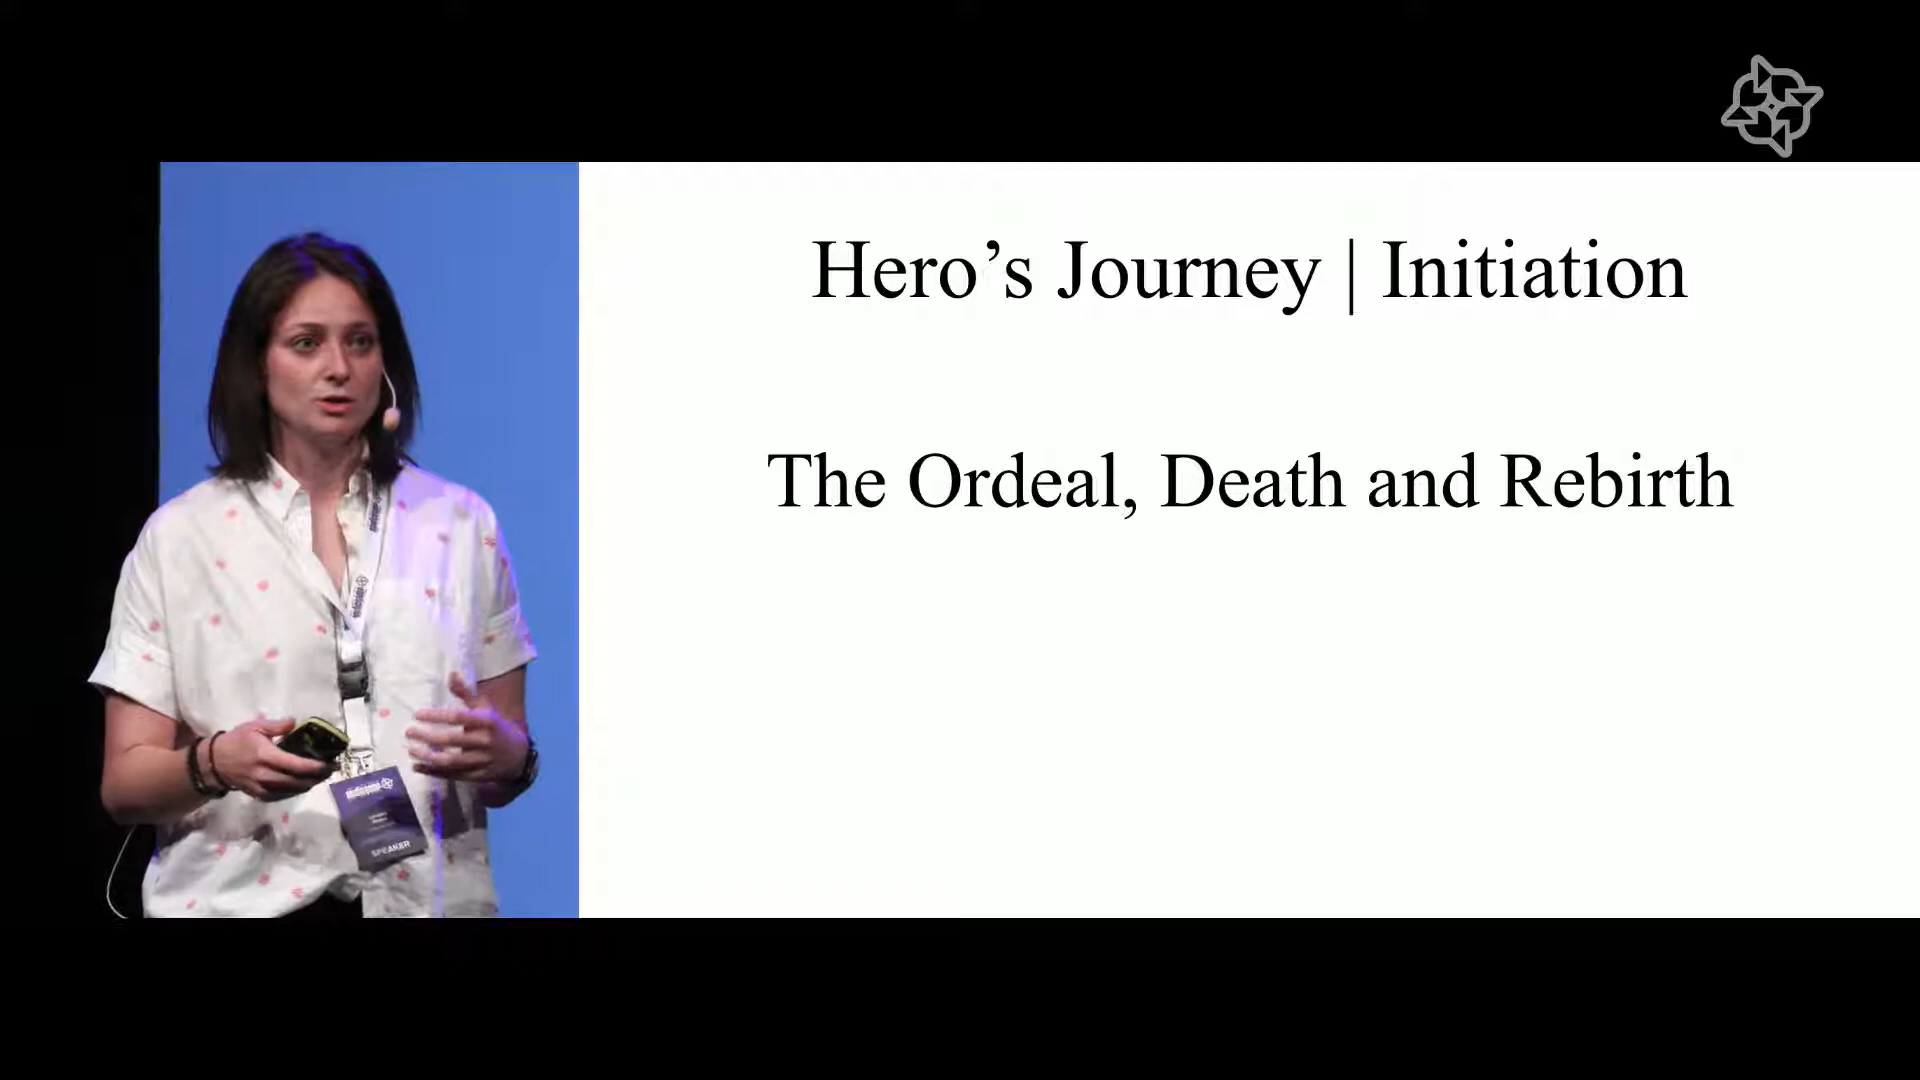 Hero’s Journey | Initiation
The Ordeal, Death and Rebirth
SPEAKER